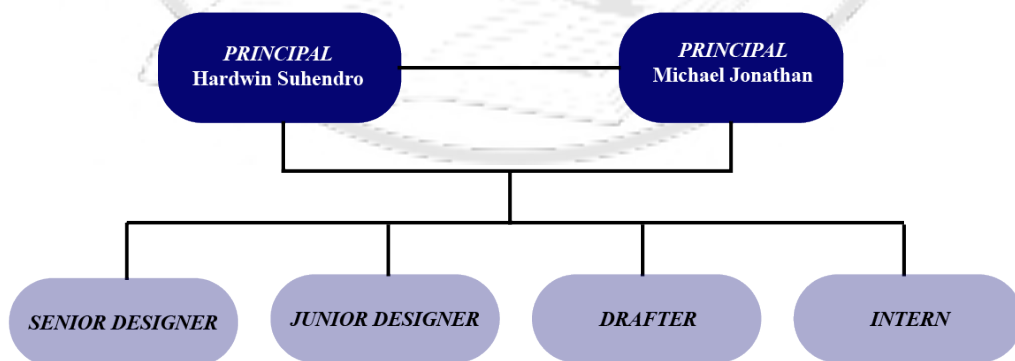 PRINCIPAL
Hardwin Suhendro
PRINCIPAL
Michael Jonathan
SENIOR DESIGNER
JUNIOR DESIGNER
DRAFTER
INTERN